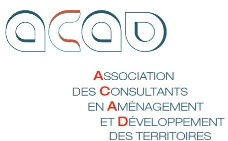 acad
ASSOCIATION
DES CONSULTANTS
EN AMÉNAGEMENT
ET DÉVELOPPEMENT
DES TERRITOIRES